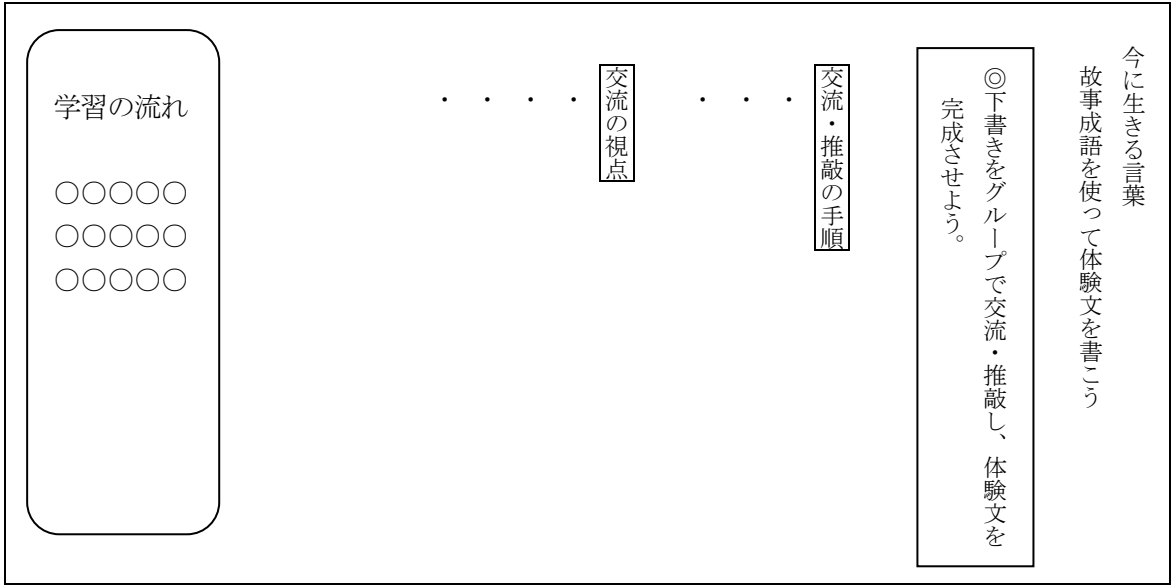 今に生きる言葉
故事成語を使って体験文を書こう
◎下書きをグループで交流・推敲し、体験文を
完成させよう。
交流・推敲の手順
・
・
・
交流の視点
・
・
・
・
学習の流れ
○○○○○
○○○○○
○○○○○